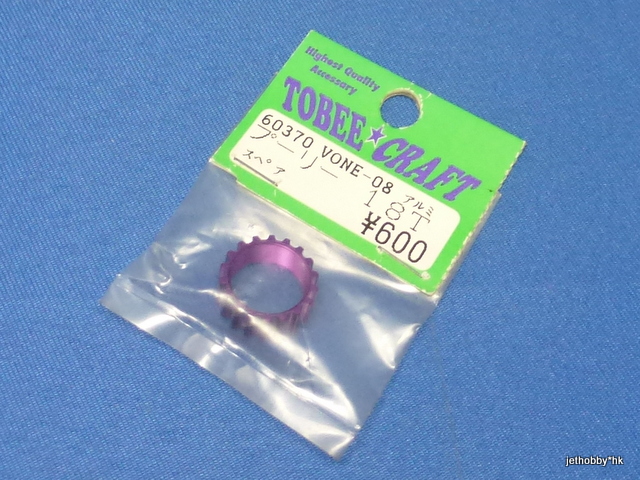 Highest Quality
Accessary
TOBEE★CRAFT
60370 VONE-08 アルミ
プーリー 18T
スペア ¥600
jethobby*hk